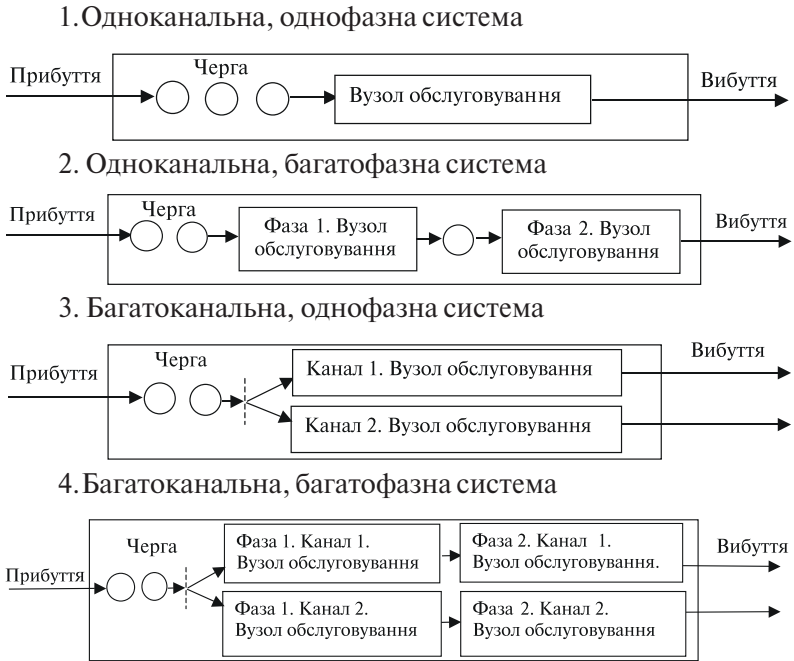 1.Одноканальна, однофазна система
Черга
Прибуття
Вузол обслуговування
Вибуття
2. Одноканальна, багатофазна система
Прибуття
Черга
Фаза 1. Вузол
обслуговування
Фаза 2. Вузол
обслуговування
Вибуття
3. Багатоканальна, однофазна система
Прибуття
Черга
Канал 1. Вузол обслуговування
Канал 2. Вузол обслуговування
Вибуття
4.Багатоканальна, багатофазна система
Прибуття
Черга
Фаза 1. Канал 1.
Вузол обслуговування
Фаза 2. Канал 1.
Вузол обслуговування.
Вибуття
Фаза 1. Канал 2.
Вузол обслуговування
Фаза 2. Канал 2.
Вузол обслуговування